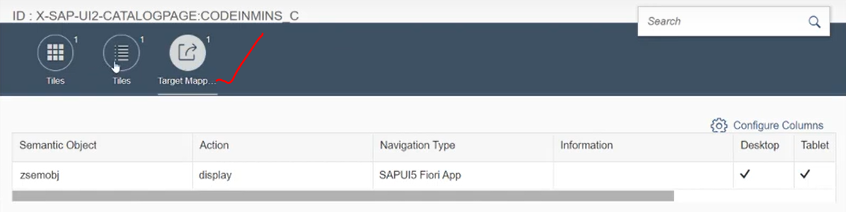 ID : X-SAP-UI2-CATALOGPAGE:CODEINMINS_C
Search
1 1 1
Tiles Tiles Target Mapp...
Configure Columns
Semantic Object Action Navigation Type Information Desktop Tablet
zsemobj display SAPUI5 Fiori App